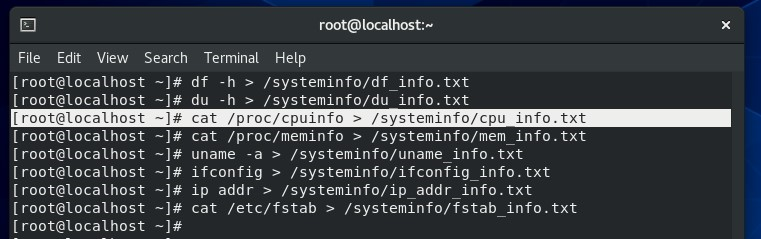 root@localhost:~
File Edit View Search Terminal Help
[root@localhost ~]# df -h > /systeminfo/df_info.txt
[root@localhost ~]# du -h > /systeminfo/du_info.txt
[root@localhost ~]# cat /proc/cpuinfo > /systeminfo/cpu_info.txt
[root@localhost ~]# cat /proc/meminfo > /systeminfo/mem_info.txt
[root@localhost ~]# uname -a > /systeminfo/uname_info.txt
[root@localhost ~]# ifconfig > /systeminfo/ifconfig_info.txt
[root@localhost ~]# ip addr > /systeminfo/ip_addr_info.txt
[root@localhost ~]# cat /etc/fstab > /systeminfo/fstab_info.txt
[root@localhost ~]#